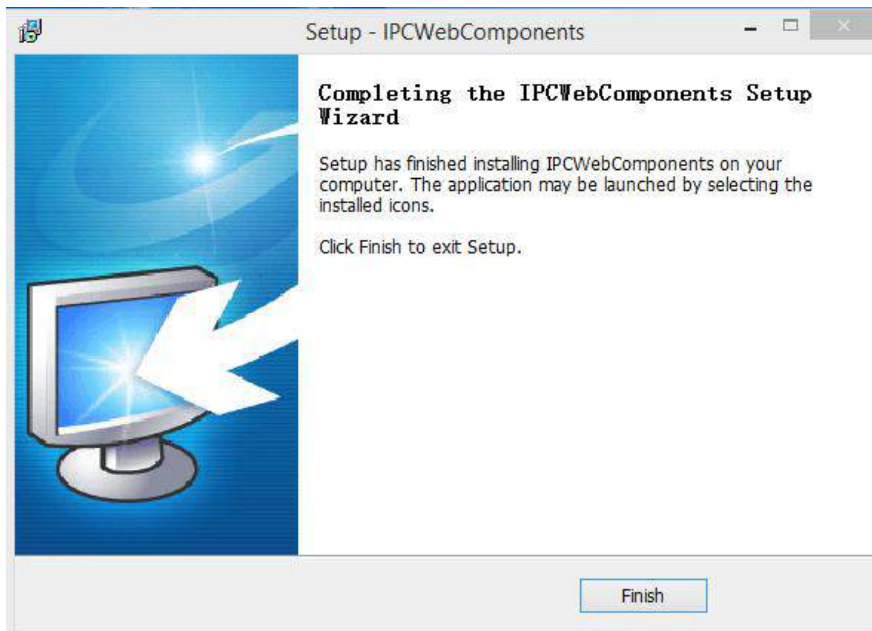 Setup - IPCWebComponents
Completing the IPCWebComponents Setup
Wizard
Setup has finished installing IPCWebComponents on your
computer. The application may be launched by selecting the
installed icons.
Click Finish to exit Setup.
Finish